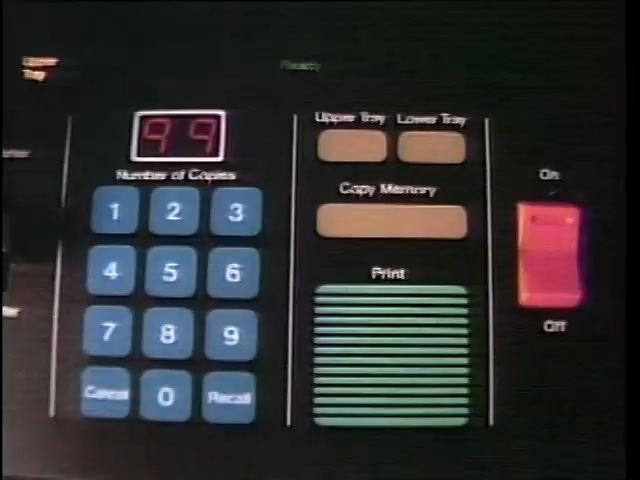 Upper
Tray
Ready
99
Number of Copies
1 2 3
4 5 6
7 8 9
Cancel 0 Recall
Upper Tray Lower Tray
Copy Memory
Print
On
Off